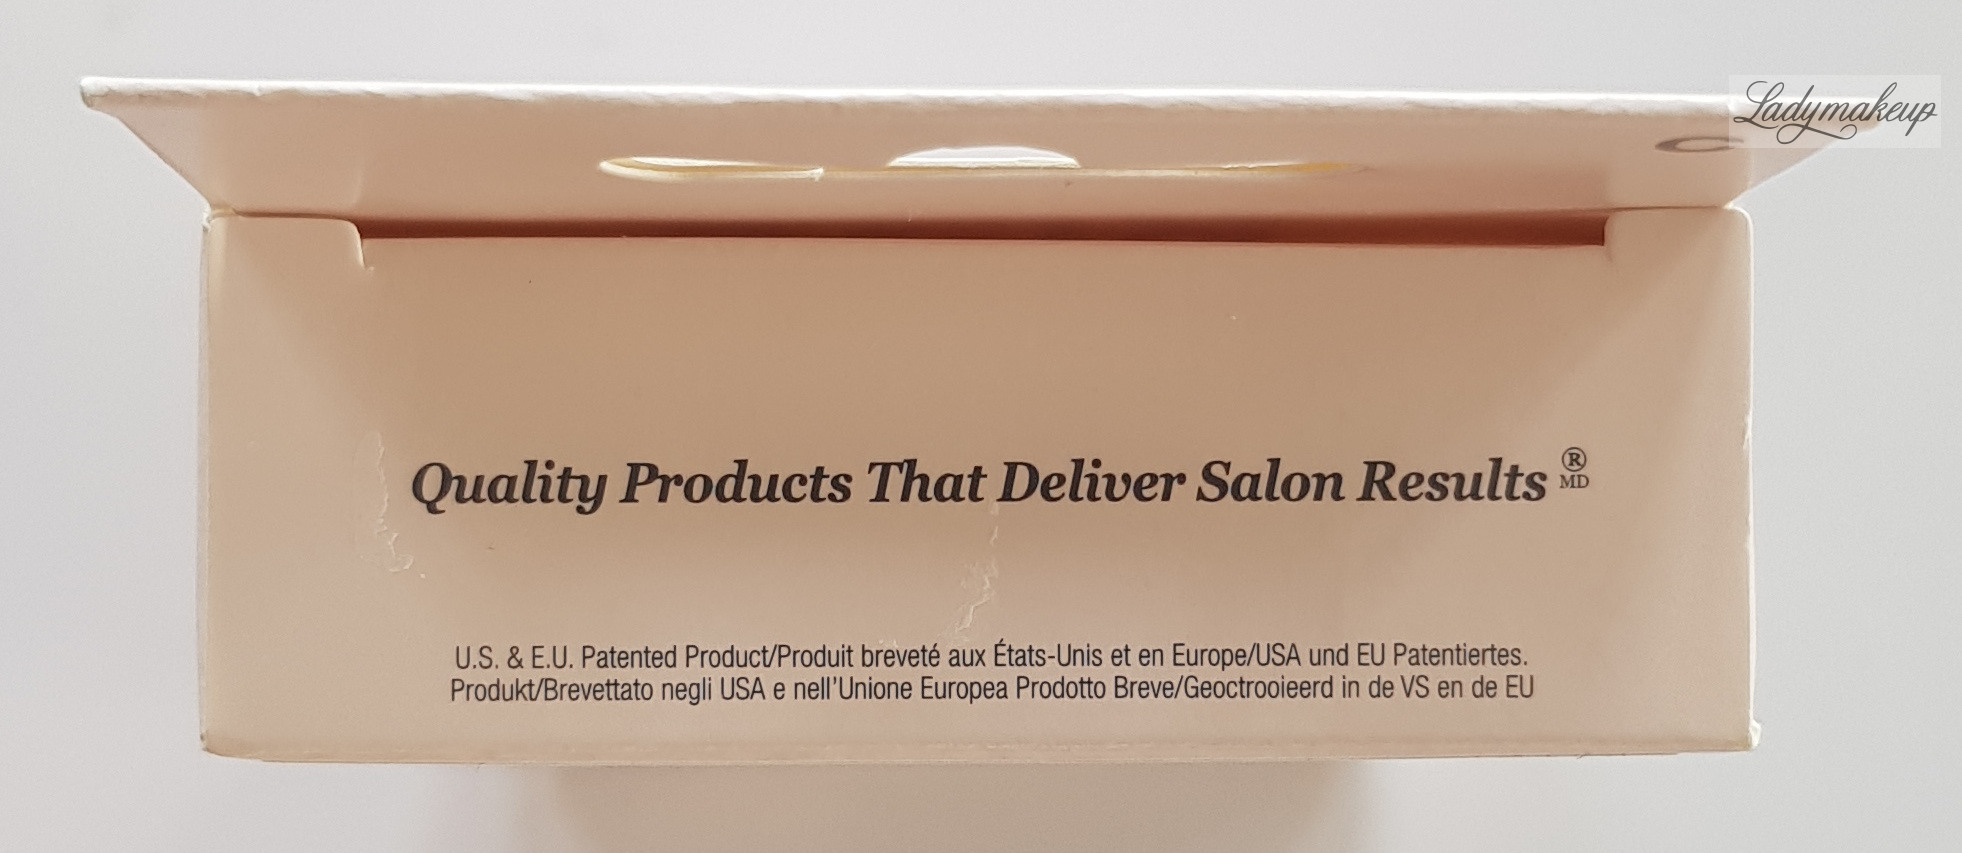 Ladymakeup
Quality Products That Deliver Salon Results ® MD
U.S. & E.U. Patented Product/Produit breveté aux États-Unis et en Europe/USA und EU Patentiertes.
Produkt/Brevettato negli USA e nell'Unione Europea Prodotto Breve/Geoctrooieerd in de VS en de EU